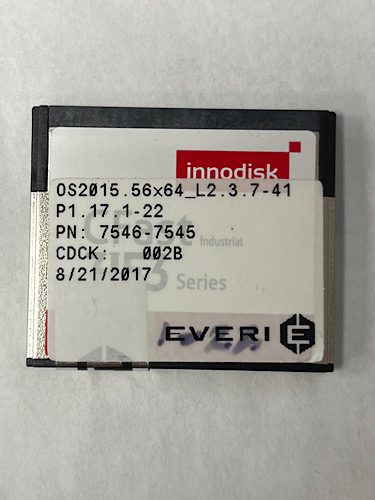 innodisk
OS2015.56x64_L2.3.7-41
P1.17.1-22
PN: 7546-7545
CFast
Industrial
CDCK: 002B
8/21/2017
Series
EVERI